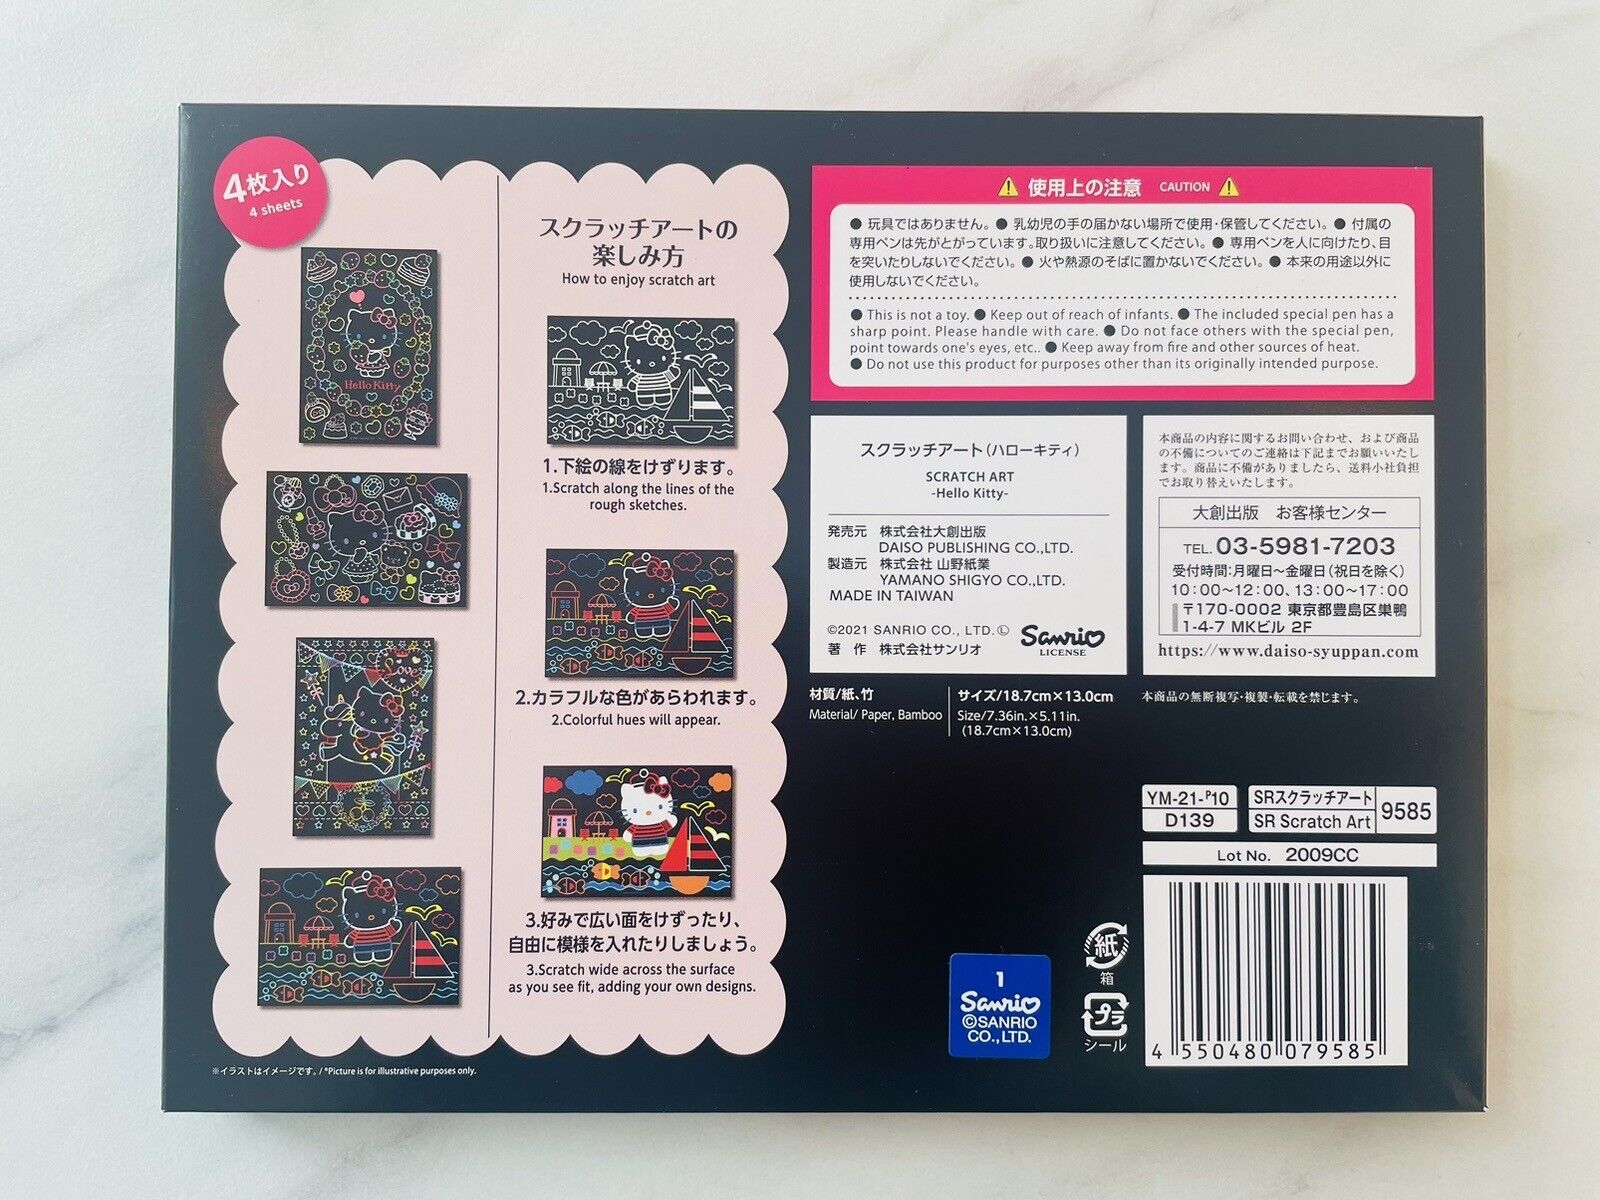 4枚入り
4 sheets
Hello Kitty
Love
スクラッチアートの
楽しみ方
How to enjoy scratch art
1.下絵の線をけずります。
1.Scratch along the lines of the
rough sketches.
2.カラフルな色があらわれます。
2.Colorful hues will appear.
3.好みで広い面をけずったり、
自由に模様を入れたりしましょう。
3.Scratch wide across the surface
as you see fit, adding your own designs.
※イラストはイメージです。/ *Picture is for illustrative purposes only.
使用上の注意 CAUTION
● 玩具ではありません。● 乳幼児の手の届かない場所で使用・保管してください。● 付属の
専用ペンは先がとがっています。取り扱いに注意してください。● 専用ペンを人に向けたり、目
を突いたりしないでください。● 火や熱源のそばに置かないでください。● 本来の用途以外に
使用しないでください。
● This is not a toy. ● Keep out of reach of infants. ● The included special pen has a
sharp point. Please handle with care. ● Do not face others with the special pen,
point towards one's eyes, etc.. ● Keep away from fire and other sources of heat.
● Do not use this product for purposes other than its originally intended purpose.
スクラッチアート(ハローキティ)
SCRATCH ART
-Hello Kitty-
発売元 株式会社大創出版
DAISO PUBLISHING CO.,LTD.
製造元 株式会社 山野紙業
YAMANO SHIGYO CO.,LTD.
MADE IN TAIWAN
©2021 SANRIO CO., LTD. Ⓛ
著 作 株式会社サンリオ
Sanrio
LICENSE
本商品の内容に関するお問い合わせ、および商品
の不備についてのご連絡は下記までお願いいたし
ます。商品に不備がありましたら、送料小社負担
でお取り替えいたします。
大創出版 お客様センター
TEL. 03-5981-7203
受付時間:月曜日～金曜日(祝日を除く)
10:00～12:00、13:00～17:00
〒170-0002 東京都豊島区巣鴨
1-4-7 MKビル 2F
https://www.daiso-syuppan.com
材質/紙、竹
Material/ Paper, Bamboo
サイズ/18.7cm×13.0cm
Size/7.36in.×5.11in.
(18.7cm×13.0cm)
本商品の無断複写・複製・転載を禁じます。
YM-21-P10
D139
SRスクラッチアート
SR Scratch Art
9585
Lot No. 2009CC
1
Sanrio
©SANRIO
CO.,LTD.
紙
箱
プラ
シール
4 550480 079585